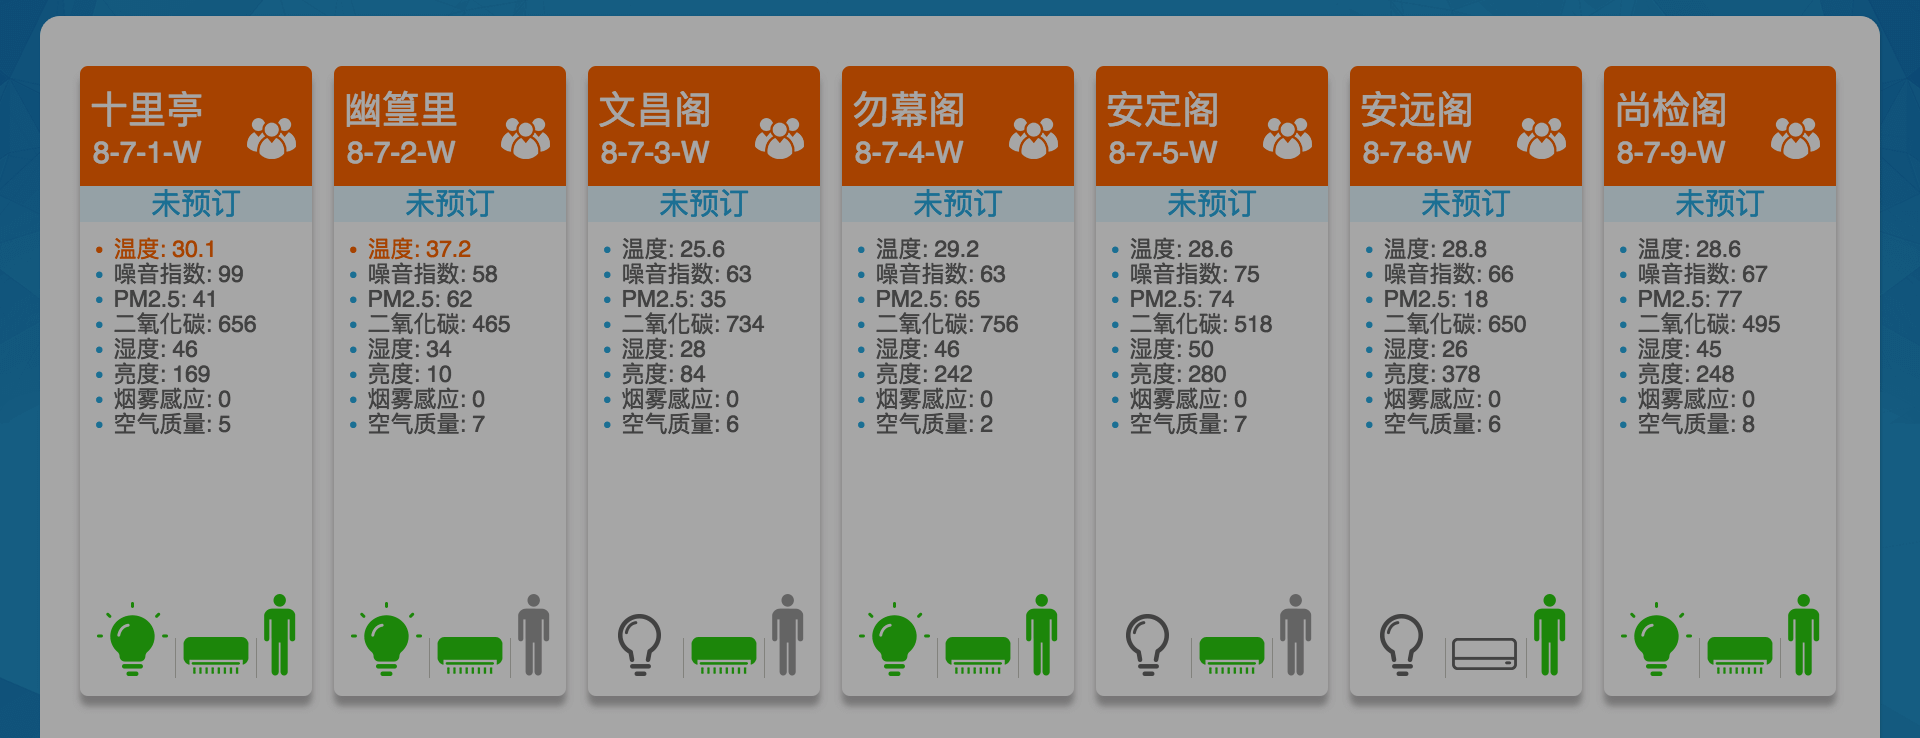 十里亭
8-7-1-W
未预订
温度: 30.1
噪音指数: 99
PM2.5: 41
二氧化碳: 656
湿度: 46
亮度: 169
烟雾感应: 0
空气质量: 5
幽篁里
8-7-2-W
未预订
温度: 37.2
噪音指数: 58
PM2.5: 62
二氧化碳: 465
湿度: 34
亮度: 10
烟雾感应: 0
空气质量: 7
文昌阁
8-7-3-W
未预订
温度: 25.6
噪音指数: 63
PM2.5: 35
二氧化碳: 734
湿度: 28
亮度: 84
烟雾感应: 0
空气质量: 6
勿幕阁
8-7-4-W
未预订
温度: 29.2
噪音指数: 63
PM2.5: 65
二氧化碳: 756
湿度: 46
亮度: 242
烟雾感应: 0
空气质量: 2
安定阁
8-7-5-W
未预订
温度: 28.6
噪音指数: 75
PM2.5: 74
二氧化碳: 518
湿度: 50
亮度: 280
烟雾感应: 0
空气质量: 7
安远阁
8-7-8-W
未预订
温度: 28.8
噪音指数: 66
PM2.5: 18
二氧化碳: 650
湿度: 26
亮度: 378
烟雾感应: 0
空气质量: 6
尚检阁
8-7-9-W
未预订
温度: 28.6
噪音指数: 67
PM2.5: 77
二氧化碳: 495
湿度: 45
亮度: 248
烟雾感应: 0
空气质量: 8